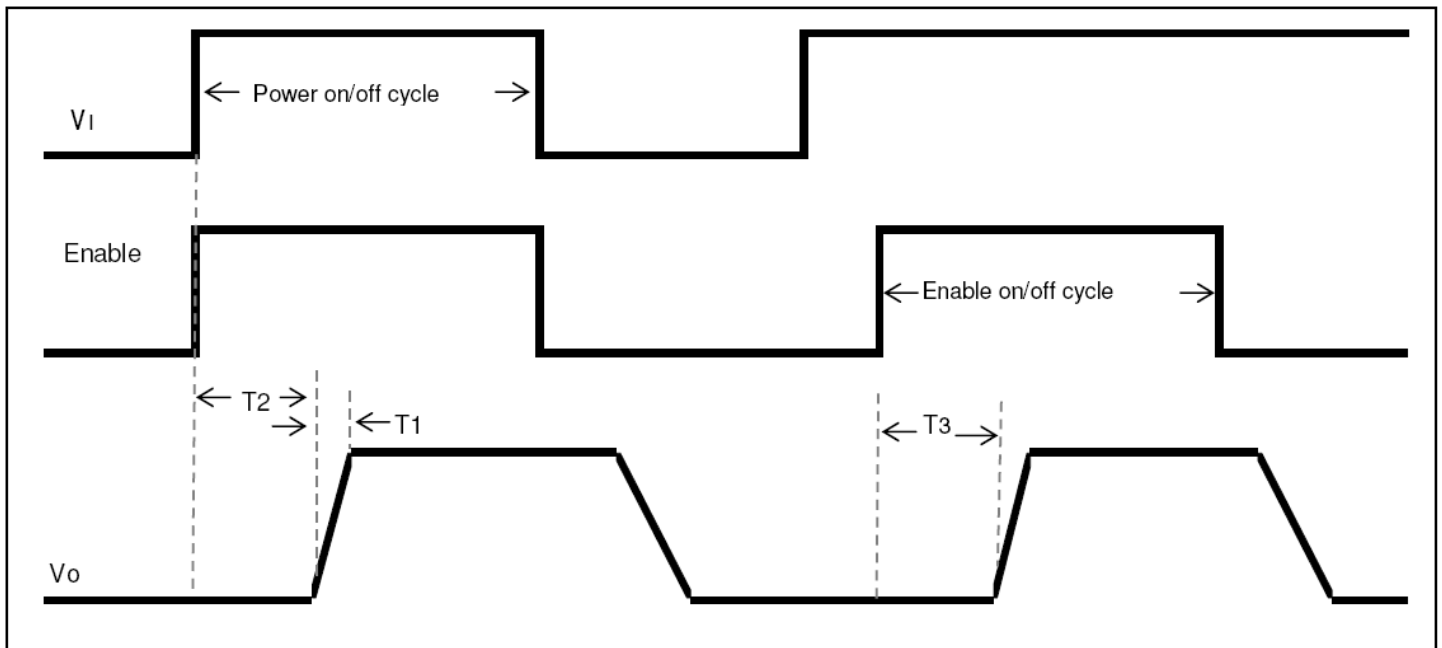 Power on/off cycle
VI
Enable
Enable on/off cycle
T2
T1
T3
Vo